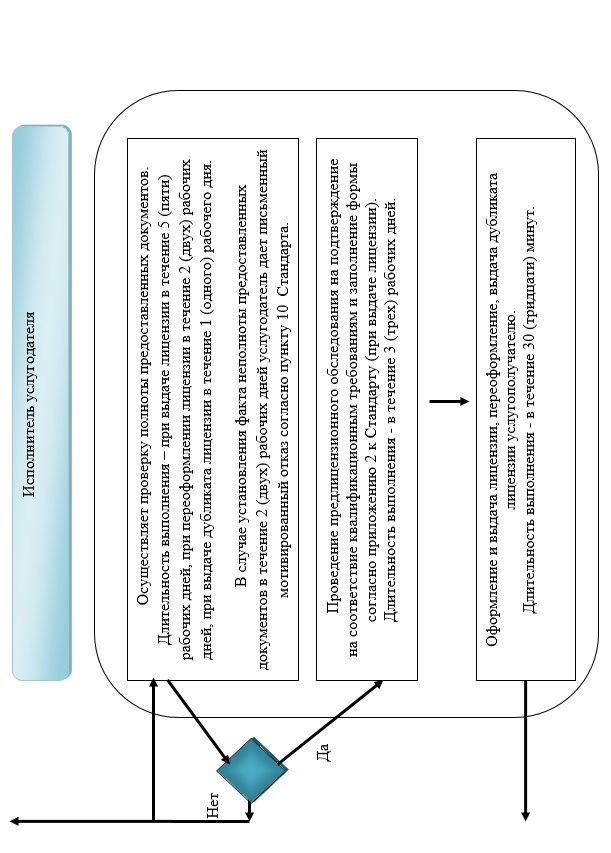 Исполнитель услугодателя
Осуществляет проверку полноты предоставленных документов.
Длительность выполнения – при выдаче лицензии в течение 5 (пяти)
рабочих дней, при переоформлении лицензии в течение 2 (двух) рабочих
дней, при выдаче дубликата лицензии в течение 1 (одного) рабочего дня.
В случае установления факта неполноты предоставленных
документов в течение 2 (двух) рабочих дней услугодатель дает письменный
мотивированный отказ согласно пункту 10 Стандарта.
Проведение предлицензионного обследования на подтверждение
на соответствие квалификационным требованиям и заполнение формы
согласно приложению 2 к Стандарту (при выдаче лицензии).
Длительность выполнения - в течение 3 (трех) рабочих дней.
Оформление и выдача лицензии, переоформление, выдача дубликата
лицензии услугополучателю.
Длительность выполнения - в течение 30 (тридцати) минут.
Нет
Да